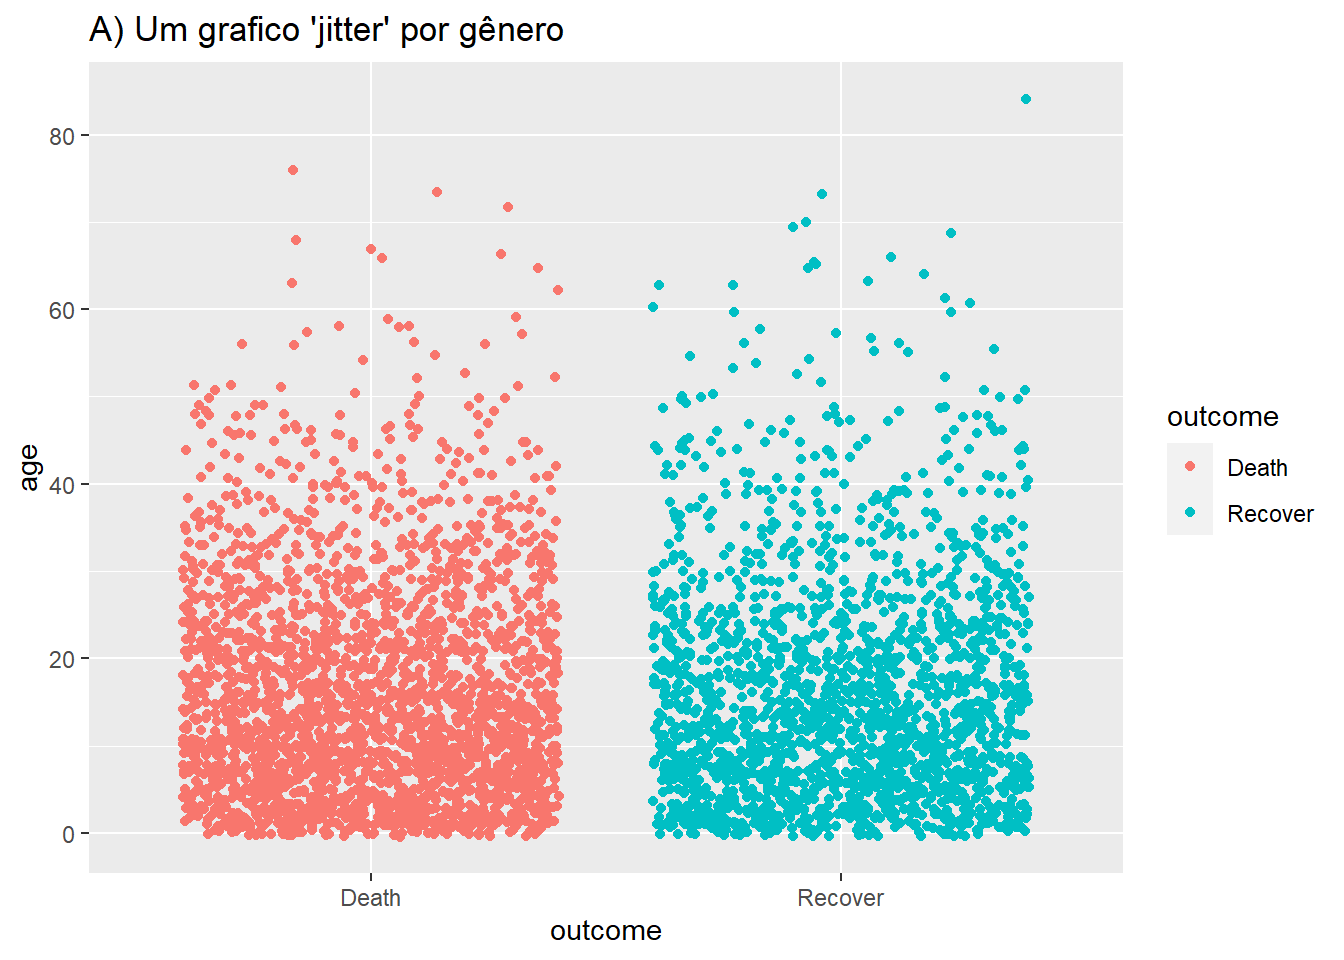 A) Um grafico 'jitter' por gênero
age
80
60
40
20
0
Death
Recover
outcome
outcome
Death
Recover